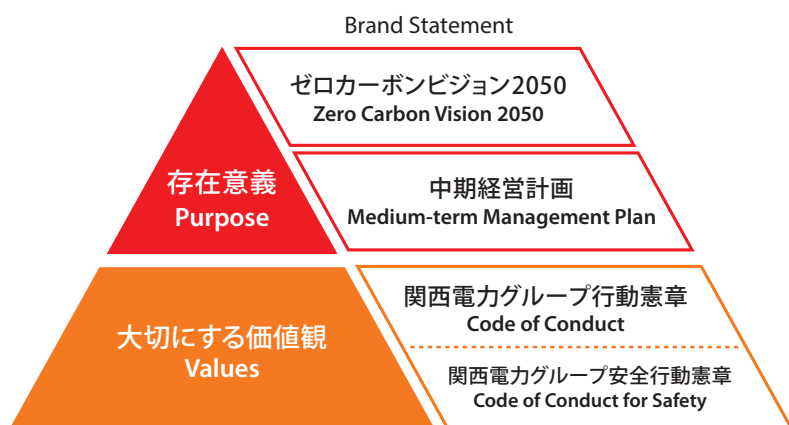 Brand Statement
ゼロカーボンビジョン2050
Zero Carbon Vision 2050
存在意義
Purpose
中期経営計画
Medium-term Management Plan
大切にする価値観
Values
関西電力グループ行動憲章
Code of Conduct
関西電力グループ安全行動憲章
Code of Conduct for Safety